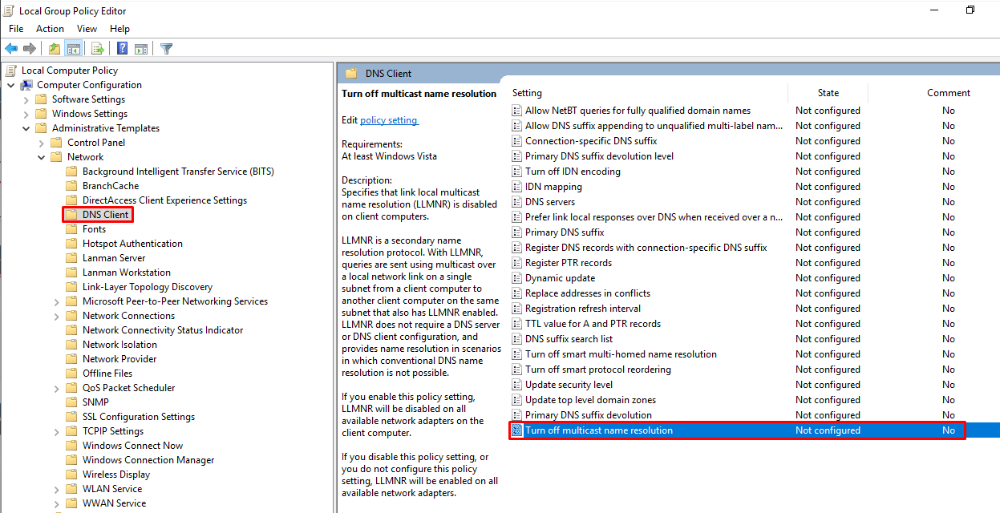 Local Group Policy Editor
File Action View Help
Local Computer Policy
Computer Configuration
Software Settings
Windows Settings
Administrative Templates
Control Panel
Network
Background Intelligent Transfer Service (BITS)
BranchCache
DirectAccess Client Experience Settings
DNS Client
Fonts
Hotspot Authentication
Lanman Server
Lanman Workstation
Link-Layer Topology Discovery
Microsoft Peer-to-Peer Networking Services
Network Connections
Network Connectivity Status Indicator
Network Isolation
Network Provider
Offline Files
QoS Packet Scheduler
SNMP
SSL Configuration Settings
TCPIP Settings
Windows Connect Now
Windows Connection Manager
Wireless Display
WLAN Service
WWAN Service
DNS Client
Turn off multicast name resolution
Edit policy setting
Requirements:
At least Windows Vista
Description:
Specifies that link local multicast
name resolution (LLMNR) is disabled
on client computers.
LLMNR is a secondary name
resolution protocol. With LLMNR,
queries are sent using multicast over
a local network link on a single
subnet from a client computer to
another client computer on the same
subnet that also has LLMNR enabled.
LLMNR does not require a DNS server
or DNS client configuration, and
provides name resolution in scenarios
in which conventional DNS name
resolution is not possible.
If you enable this policy setting,
LLMNR will be disabled on all
available network adapters on the
client computer.
If you disable this policy setting, or
you do not configure this policy
setting, LLMNR will be enabled on all
available network adapters.
Setting State Comment
Allow NetBT queries for fully qualified domain names Not configured No
Allow DNS suffix appending to unqualified multi-label nam... Not configured No
Connection-specific DNS suffix Not configured No
Primary DNS suffix devolution level Not configured No
Turn off IDN encoding Not configured No
IDN mapping Not configured No
DNS servers Not configured No
Prefer link local responses over DNS when received over a n... Not configured No
Primary DNS suffix Not configured No
Register DNS records with connection-specific DNS suffix Not configured No
Register PTR records Not configured No
Dynamic update Not configured No
Replace addresses in conflicts Not configured No
Registration refresh interval Not configured No
TTL value for A and PTR records Not configured No
DNS suffix search list Not configured No
Turn off smart multi-homed name resolution Not configured No
Turn off smart protocol reordering Not configured No
Update security level Not configured No
Update top level domain zones Not configured No
Primary DNS suffix devolution Not configured No
Turn off multicast name resolution Not configured No